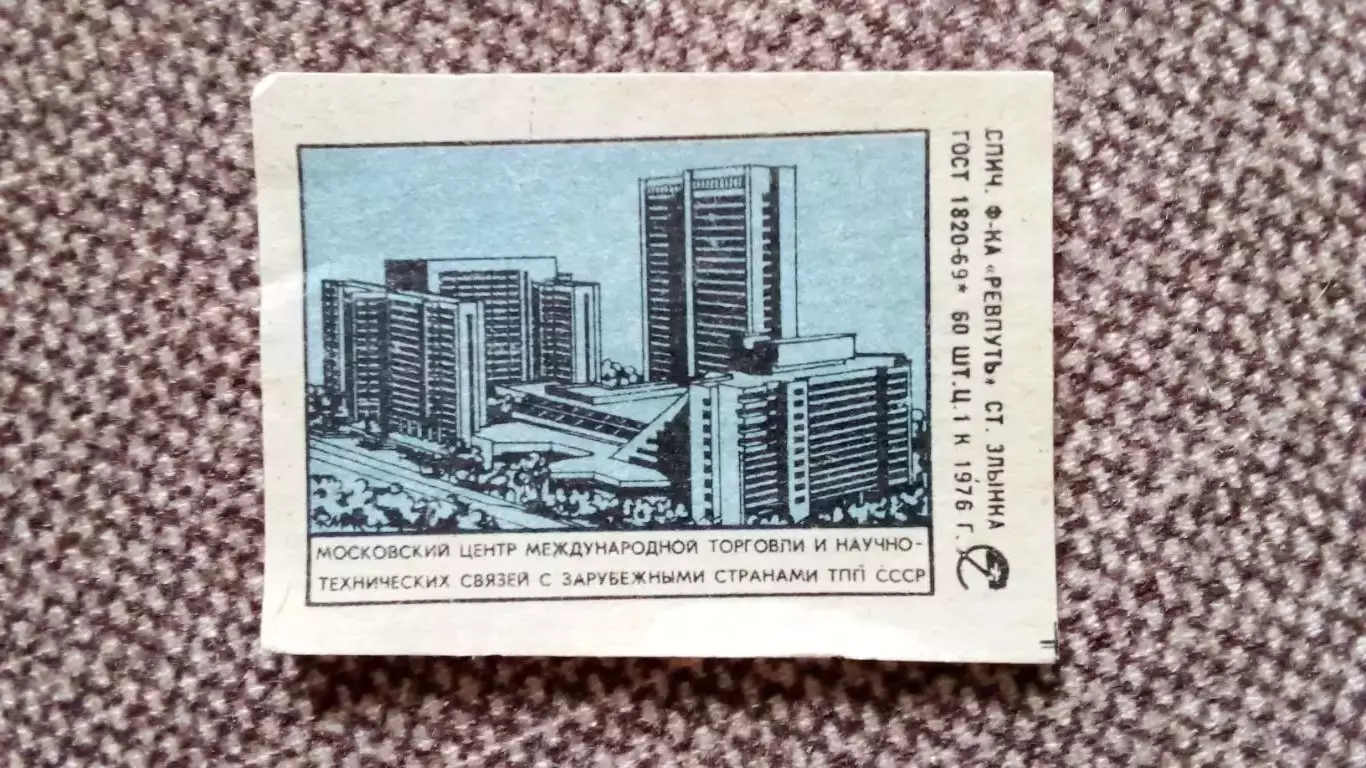 МОСКОВСКИЙ ЦЕНТР МЕЖДУНАРОДНОЙ ТОРГОВЛИ И НАУЧНО-
ТЕХНИЧЕСКИХ СВЯЗЕЙ С ЗАРУБЕЖНЫМИ СТРАНАМИ ТПП СССР
СПИЧ. Ф-КА «РЕВПУТЬ» СТ. ЗЛЫНКА
ГОСТ 1820-69* 60 ШТ. Ц. 1 К 1976 Г.